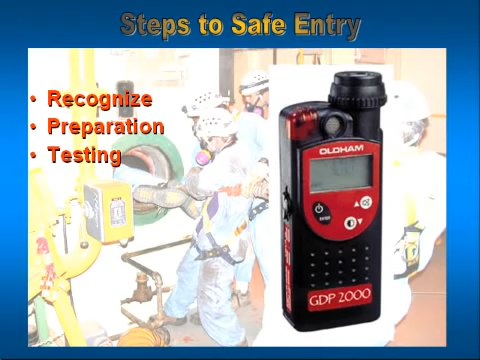 Steps to Safe Entry
• Recognize
• Preparation
• Testing
OLDHAM
GDP 2000